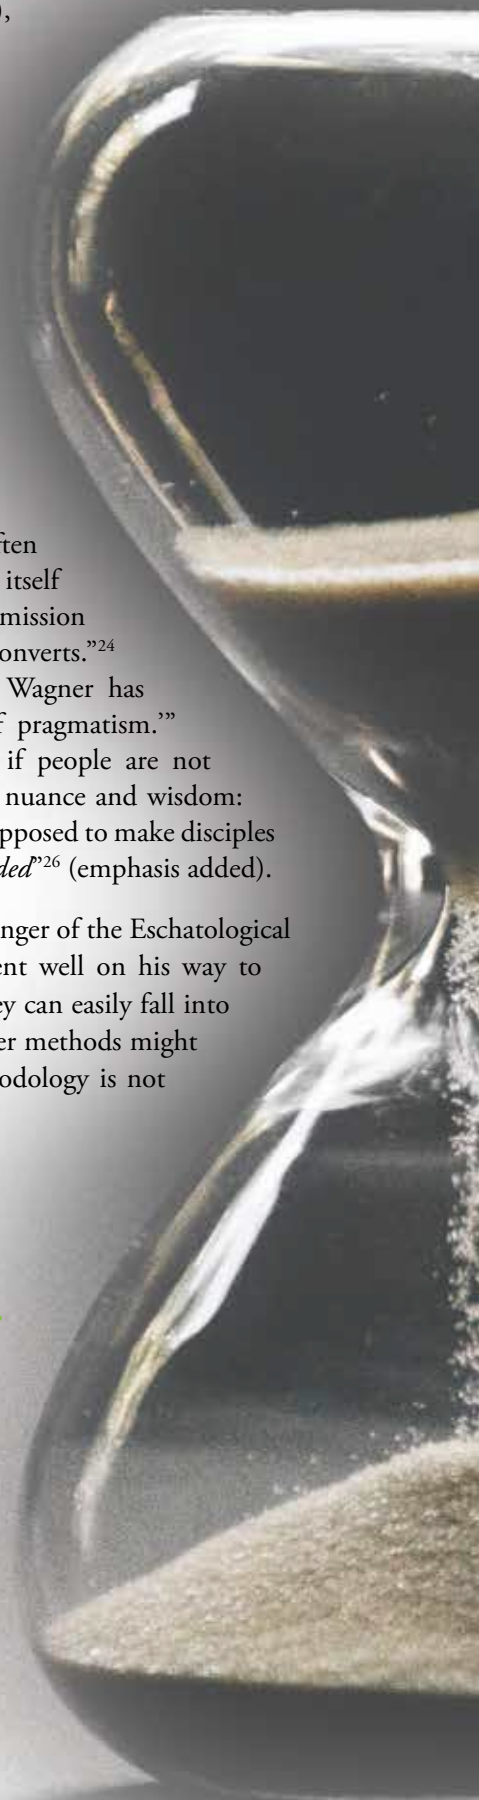 ),
ften
itself
mission
onverts.”24
Wagner has
f pragmatism.’”
if people are not
nuance and wisdom:
pposed to make disciples
ded”26 (emphasis added).
nger of the Eschatological
ent well on his way to
ey can easily fall into
er methods might
odology is not